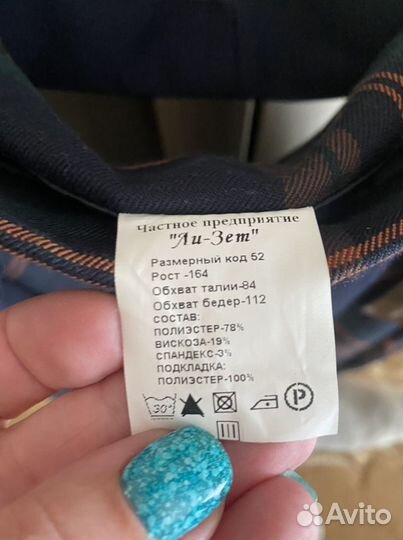 Частное предприятие
"Ли-Зет"
Размерный код 52
Рост -164
Обхват талии-84
Обхват бедер-112
СОСТАВ:
ПОЛИЭСТЕР-78%
ВИСКОЗА-19%
СПАНДЕКС-3%
ПОДКЛАДКА:
ПОЛИЭСТЕР-100%
30° P
Avito